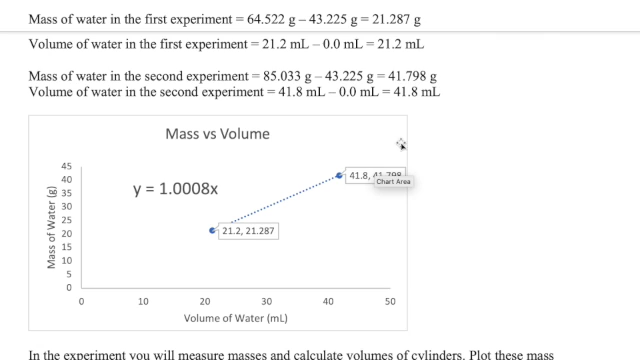 Mass of water in the first experiment = 64.522 g – 43.225 g = 21.287 g
Volume of water in the first experiment = 21.2 mL – 0.0 mL = 21.2 mL
Mass of water in the second experiment = 85.033 g – 43.225 g = 41.798 g
Volume of water in the second experiment = 41.8 mL – 0.0 mL = 41.8 mL
Mass vs Volume
45
40
35
30
25
20
15
10
5
0
Mass of Water (g)
y = 1.0008x
41.8, 41.798
Chart Area
21.2, 21.287
0 10 20 30 40 50
Volume of Water (mL)
In the experiment you will measure masses and calculate volumes of cylinders. Plot these mass